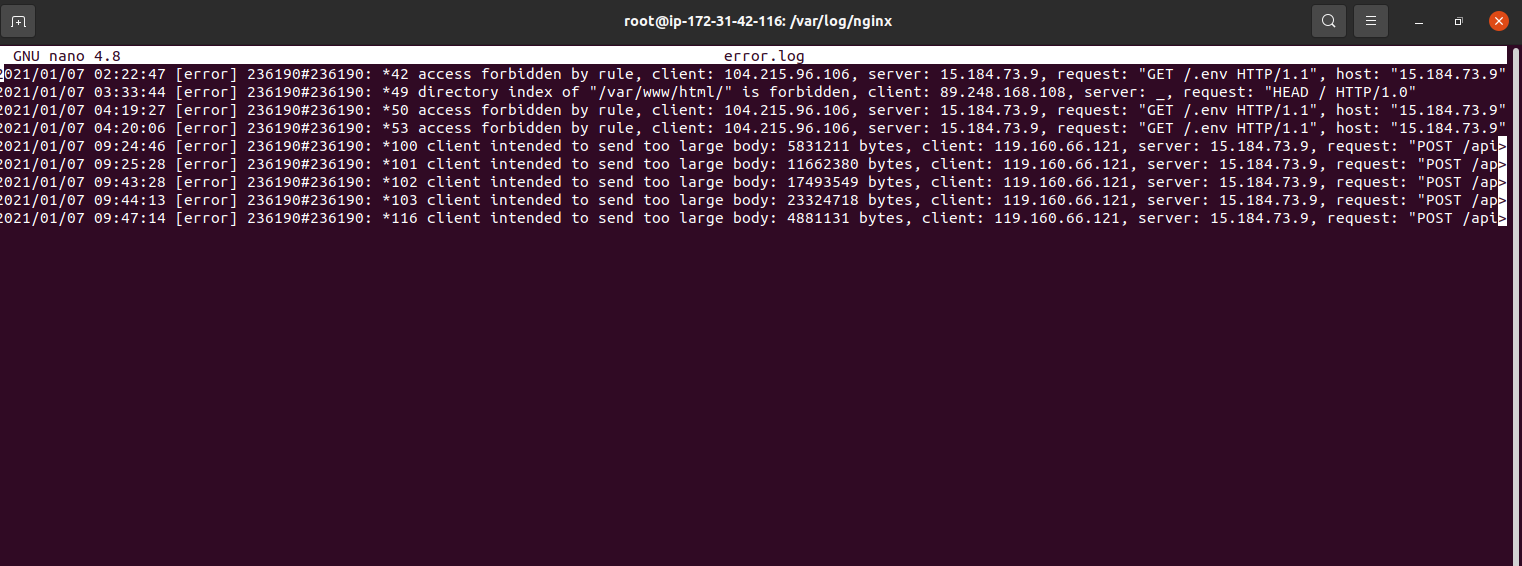 root@ip-172-31-42-116: /var/log/nginx
GNU nano 4.8 error.log
2021/01/07 02:22:47 [error] 236190#236190: *42 access forbidden by rule, client: 104.215.96.106, server: 15.184.73.9, request: "GET /.env HTTP/1.1", host: "15.184.73.9"
2021/01/07 03:33:44 [error] 236190#236190: *49 directory index of "/var/www/html/" is forbidden, client: 89.248.168.108, server: _, request: "HEAD / HTTP/1.0"
2021/01/07 04:19:27 [error] 236190#236190: *50 access forbidden by rule, client: 104.215.96.106, server: 15.184.73.9, request: "GET /.env HTTP/1.1", host: "15.184.73.9"
2021/01/07 04:20:06 [error] 236190#236190: *53 access forbidden by rule, client: 104.215.96.106, server: 15.184.73.9, request: "GET /.env HTTP/1.1", host: "15.184.73.9"
2021/01/07 09:24:46 [error] 236190#236190: *100 client intended to send too large body: 5831211 bytes, client: 119.160.66.121, server: 15.184.73.9, request: "POST /api>
2021/01/07 09:25:28 [error] 236190#236190: *101 client intended to send too large body: 11662380 bytes, client: 119.160.66.121, server: 15.184.73.9, request: "POST /ap>
2021/01/07 09:43:28 [error] 236190#236190: *102 client intended to send too large body: 17493549 bytes, client: 119.160.66.121, server: 15.184.73.9, request: "POST /ap>
2021/01/07 09:44:13 [error] 236190#236190: *103 client intended to send too large body: 23324718 bytes, client: 119.160.66.121, server: 15.184.73.9, request: "POST /ap>
2021/01/07 09:47:14 [error] 236190#236190: *116 client intended to send too large body: 4881131 bytes, client: 119.160.66.121, server: 15.184.73.9, request: "POST /api>